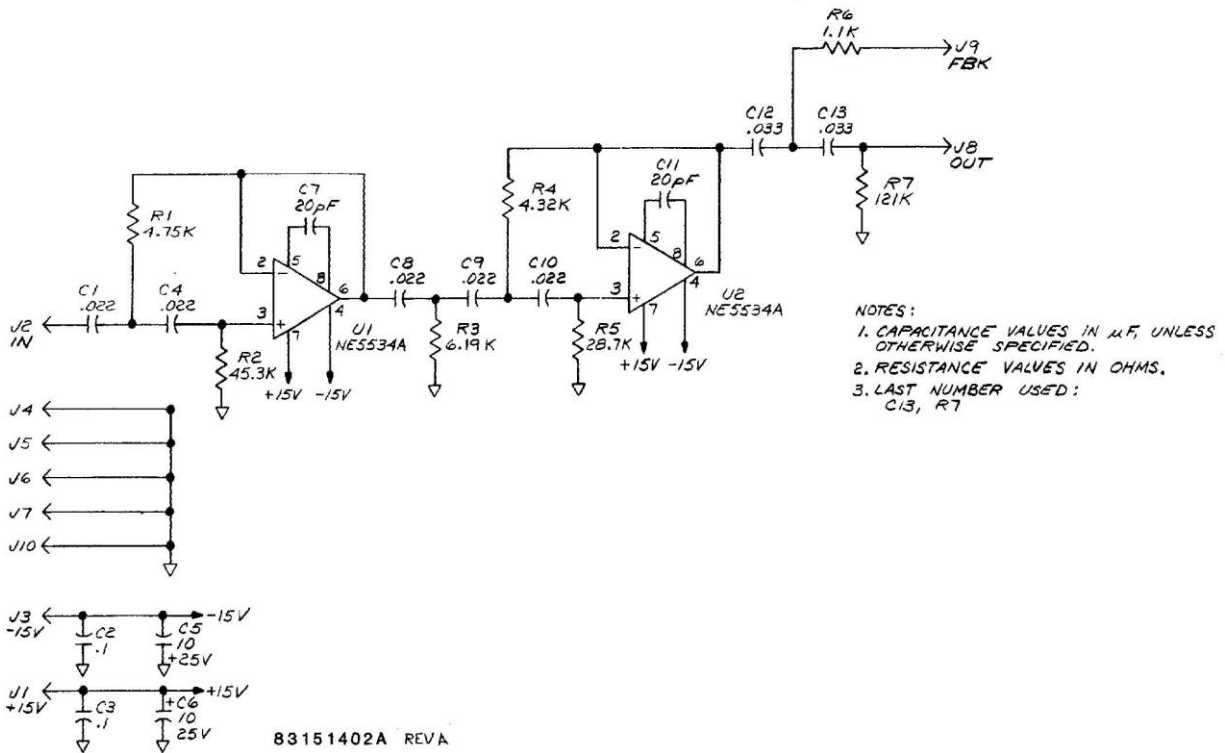 R6
1.1K
J9
FBK
C12
.033
C13
.033
J8
OUT
R7
121K
R1
4.75K
C7
20pF
5
8
2
-
3
+
6
4
7
U1
NE5534A
+15V -15V
C1
.022
C4
.022
J2
IN
R2
45.3K
C8
.022
C9
.022
C10
.022
R3
6.19K
R4
4.32K
C11
20pF
5
8
2
-
3
+
6
4
7
U2
NE5534A
R5
28.7K
+15V -15V
NOTES:
1. CAPACITANCE VALUES IN µF, UNLESS
OTHERWISE SPECIFIED.
2. RESISTANCE VALUES IN OHMS.
3. LAST NUMBER USED:
C13, R7
J4
J5
J6
J7
J10
J3
-15V
C2
.1
C5
10
+25V
-15V
J1
+15V
C3
.1
+C6
10
25V
+15V
83151402A REVA